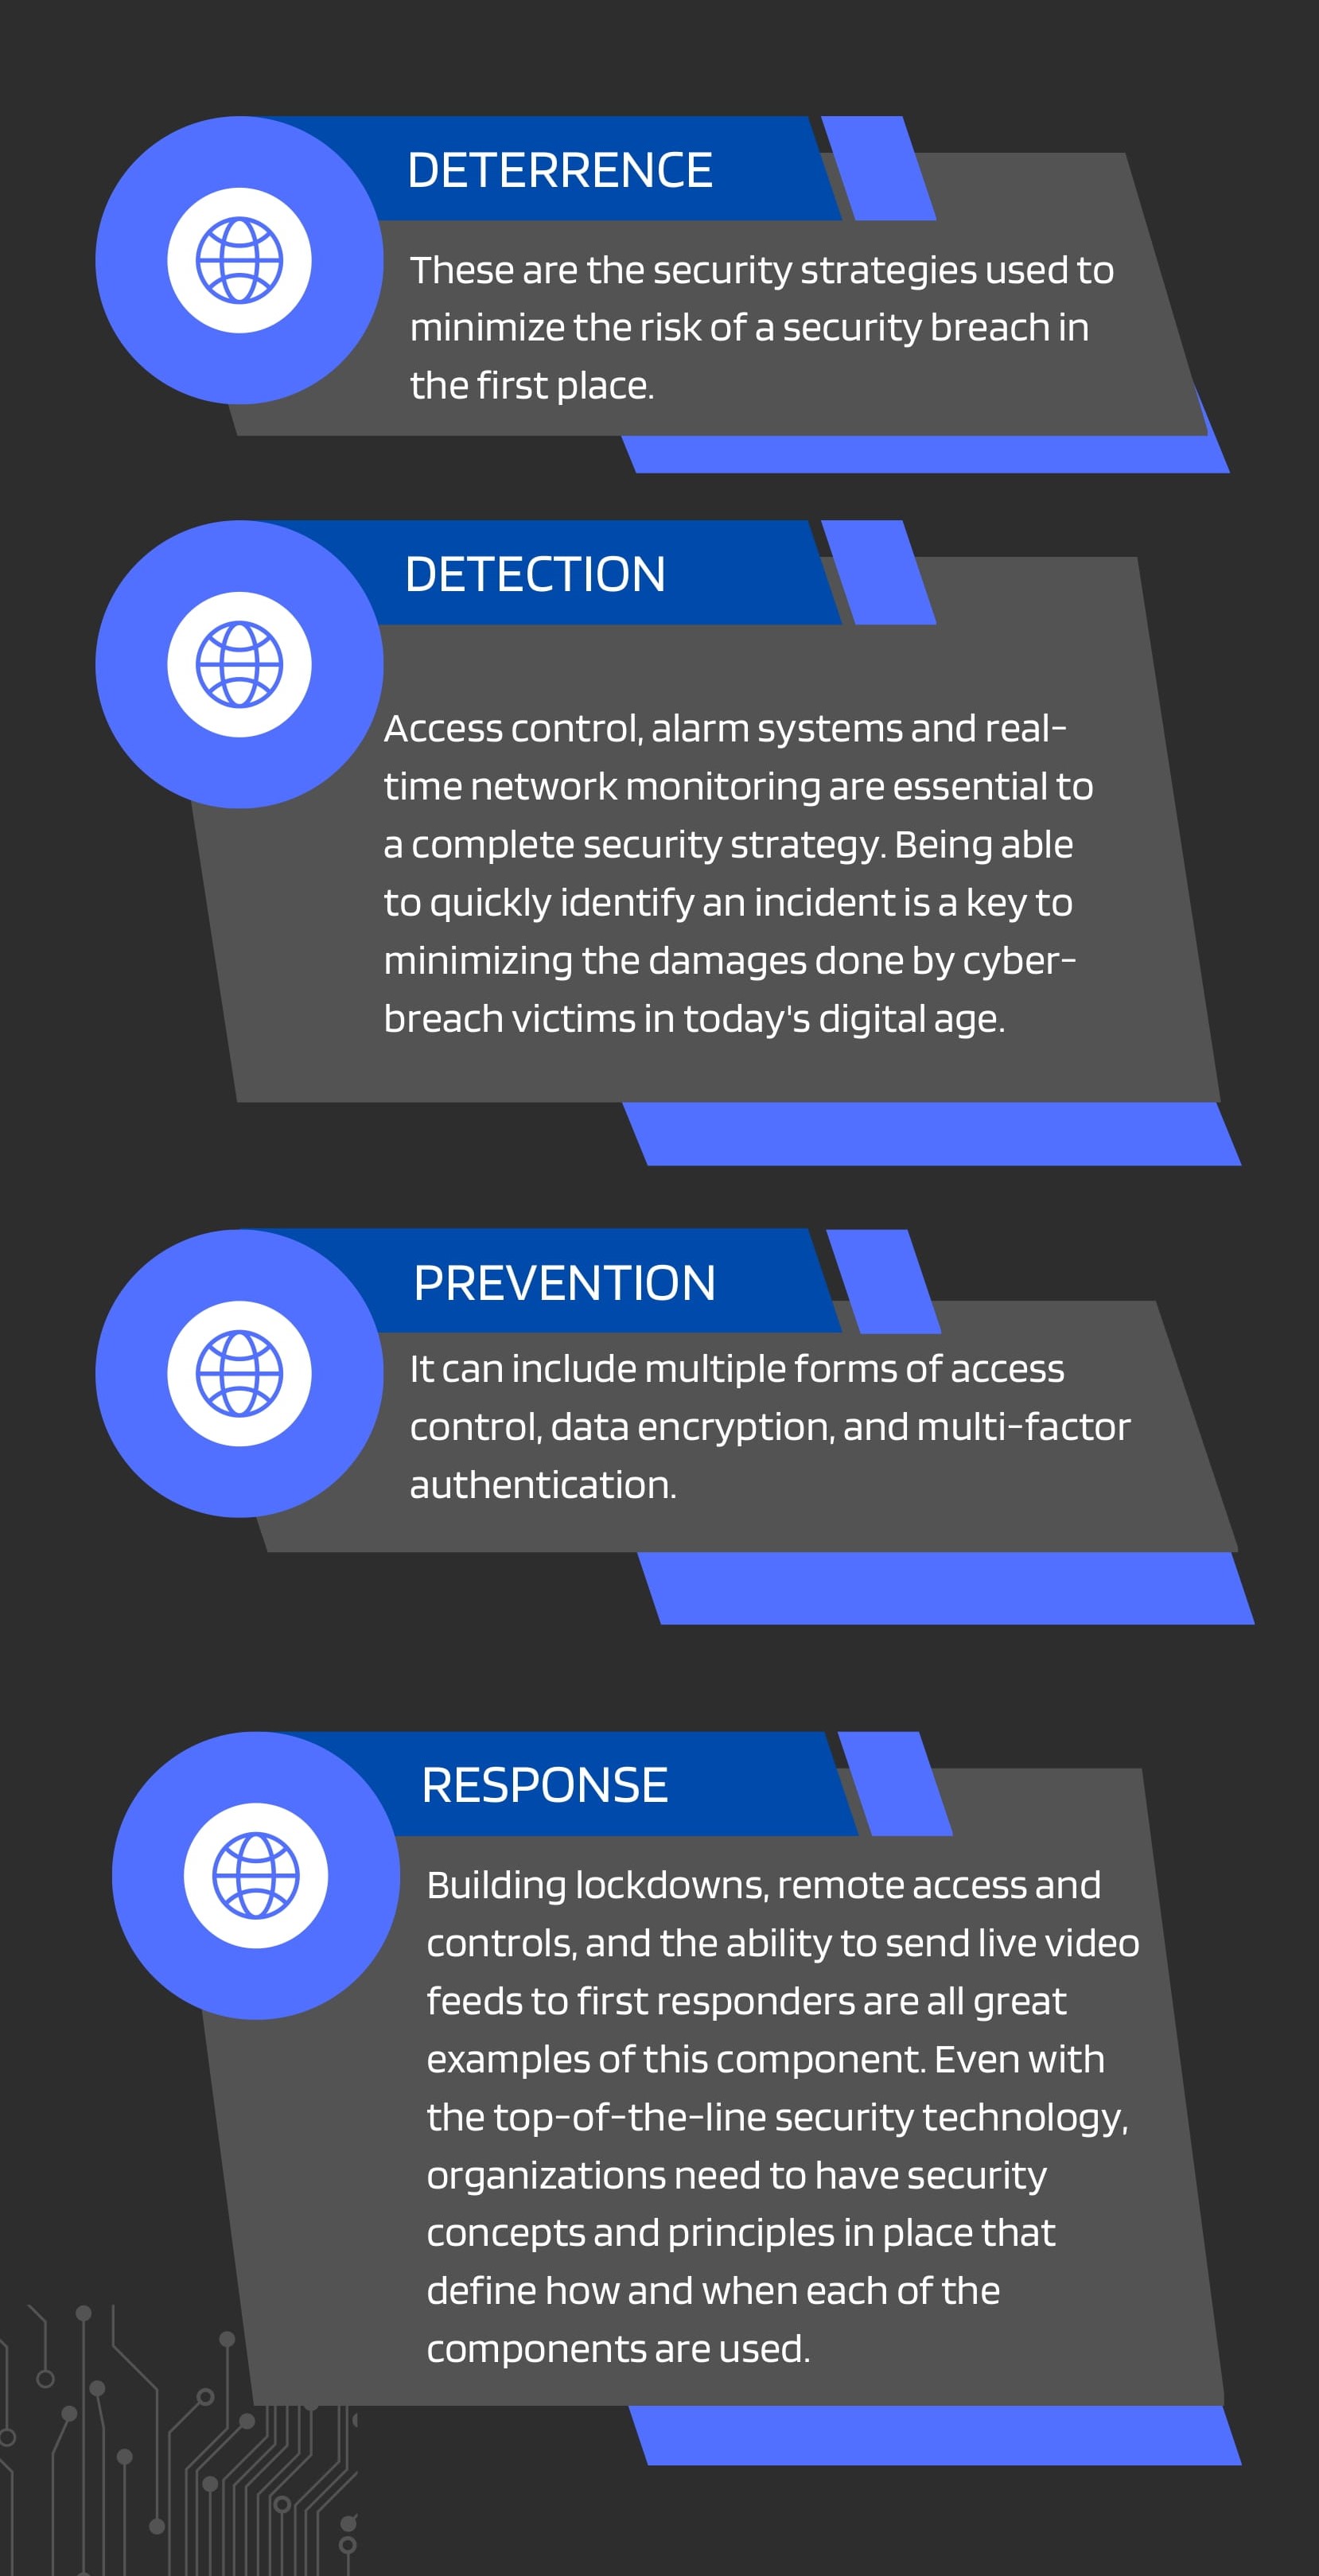 DETERRENCE
These are the security strategies used to
minimize the risk of a security breach in
the first place.
DETECTION
Access control, alarm systems and real-
time network monitoring are essential to
a complete security strategy. Being able
to quickly identify an incident is a key to
minimizing the damages done by cyber-
breach victims in today's digital age.
PREVENTION
It can include multiple forms of access
control, data encryption, and multi-factor
authentication.
RESPONSE
Building lockdowns, remote access and
controls, and the ability to send live video
feeds to first responders are all great
examples of this component. Even with
the top-of-the-line security technology,
organizations need to have security
concepts and principles in place that
define how and when each of the
components are used.